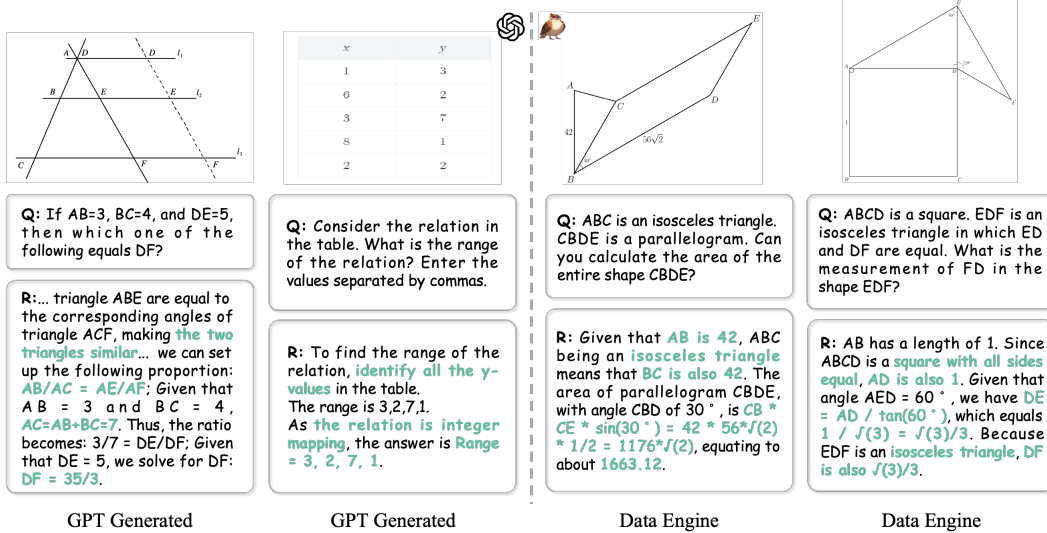 A D D l₁
B E E l₂
C F F l₃
x y
1 3
6 2
3 7
8 1
2 2
E
A
C
D
42
56√2
30°
B
E
60°
A
D
120°
F
1
B C
Q: If AB=3, BC=4, and DE=5,
then which one of the
following equals DF?
Q: Consider the relation in
the table. What is the range
of the relation? Enter the
values separated by commas.
Q: ABC is an isosceles triangle.
CBDE is a parallelogram. Can
you calculate the area of the
entire shape CBDE?
Q: ABCD is a square. EDF is an
isosceles triangle in which ED
and DF are equal. What is the
measurement of FD in the
shape EDF?
R:... triangle ABE are equal to
the corresponding angles of
triangle ACF, making the two
triangles similar... we can set
up the following proportion:
AB/AC = AE/AF; Given that
AB = 3 and BC = 4,
AC=AB+BC=7. Thus, the ratio
becomes: 3/7 = DE/DF; Given
that DE = 5, we solve for DF:
DF = 35/3.
R: To find the range of the
relation, identify all the y-
values in the table.
The range is 3,2,7,1.
As the relation is integer
mapping, the answer is Range
= 3, 2, 7, 1.
R: Given that AB is 42, ABC
being an isosceles triangle
means that BC is also 42. The
area of parallelogram CBDE,
with angle CBD of 30°, is CB *
CE * sin(30°) = 42 * 56*√(2)
* 1/2 = 1176*√(2), equating to
about 1663.12.
R: AB has a length of 1. Since
ABCD is a square with all sides
equal, AD is also 1. Given that
angle AED = 60°, we have DE
= AD / tan(60°), which equals
1 / √(3) = √(3)/3. Because
EDF is an isosceles triangle, DF
is also √(3)/3.
GPT Generated
GPT Generated
Data Engine
Data Engine